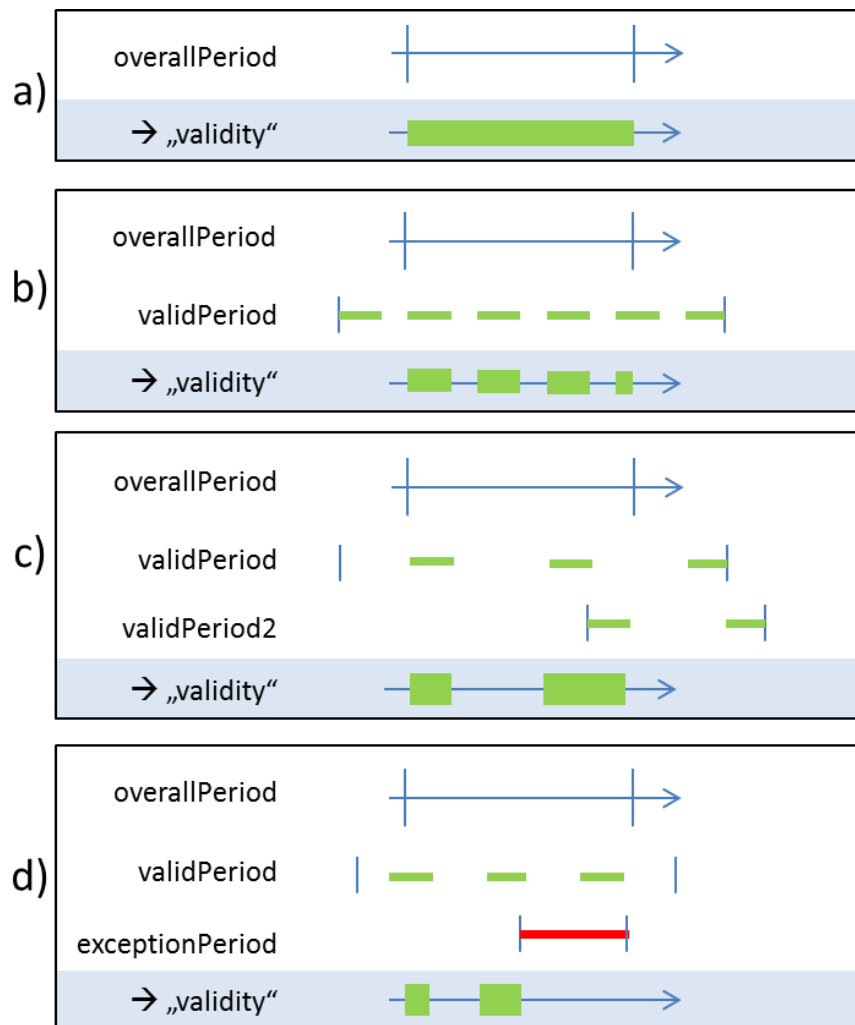 a)
overallPeriod
→ „validity“
b)
overallPeriod
validPeriod
→ „validity“
c)
overallPeriod
validPeriod
validPeriod2
→ „validity“
d)
overallPeriod
validPeriod
exceptionPeriod
→ „validity“